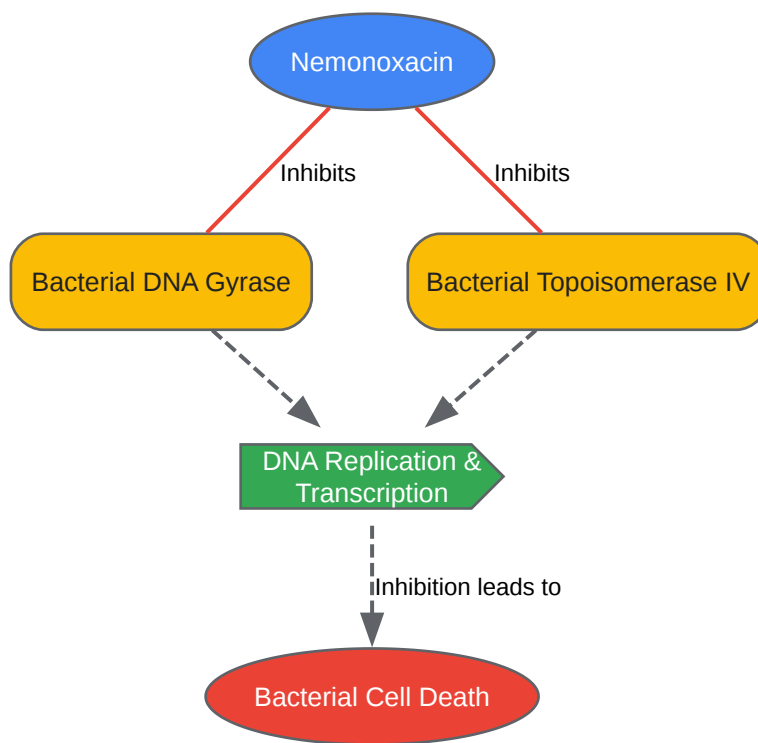 Nemonoxacin
Inhibits
Inhibits
Bacterial DNA Gyrase
Bacterial Topoisomerase IV
DNA Replication &
Transcription
Inhibition leads to
Bacterial Cell Death